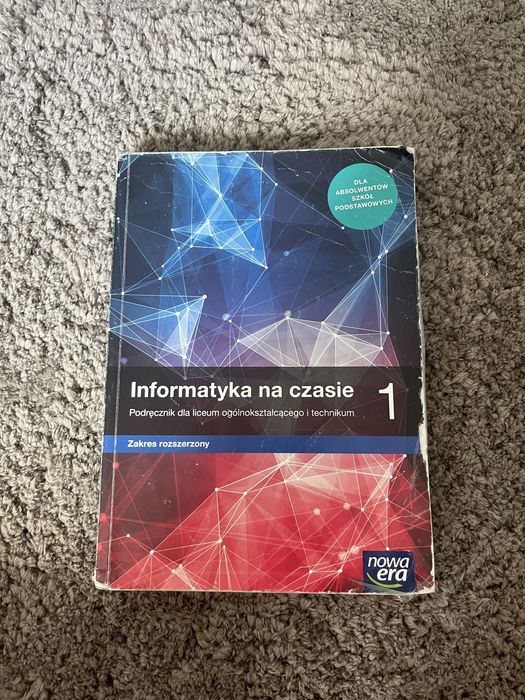 DLA
ABSOLWENTÓW
SZKÓŁ
PODSTAWOWYCH
Informatyka na czasie 1
Podręcznik dla liceum ogólnokształcącego i technikum
Zakres rozszerzony
nowa
era